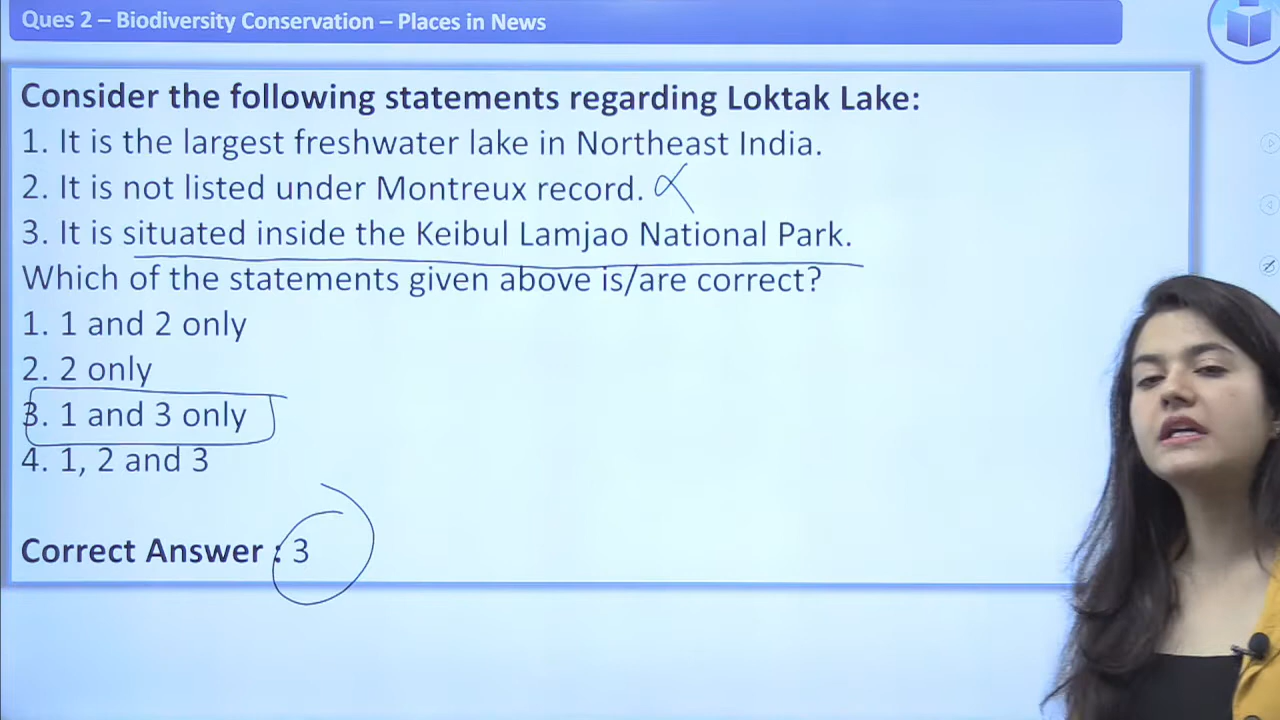 Ques 2 – Biodiversity Conservation – Places in News
Consider the following statements regarding Loktak Lake:
1. It is the largest freshwater lake in Northeast India.
2. It is not listed under Montreux record.
3. It is situated inside the Keibul Lamjao National Park.
Which of the statements given above is/are correct?
1. 1 and 2 only
2. 2 only
3. 1 and 3 only
4. 1, 2 and 3
Correct Answer : 3